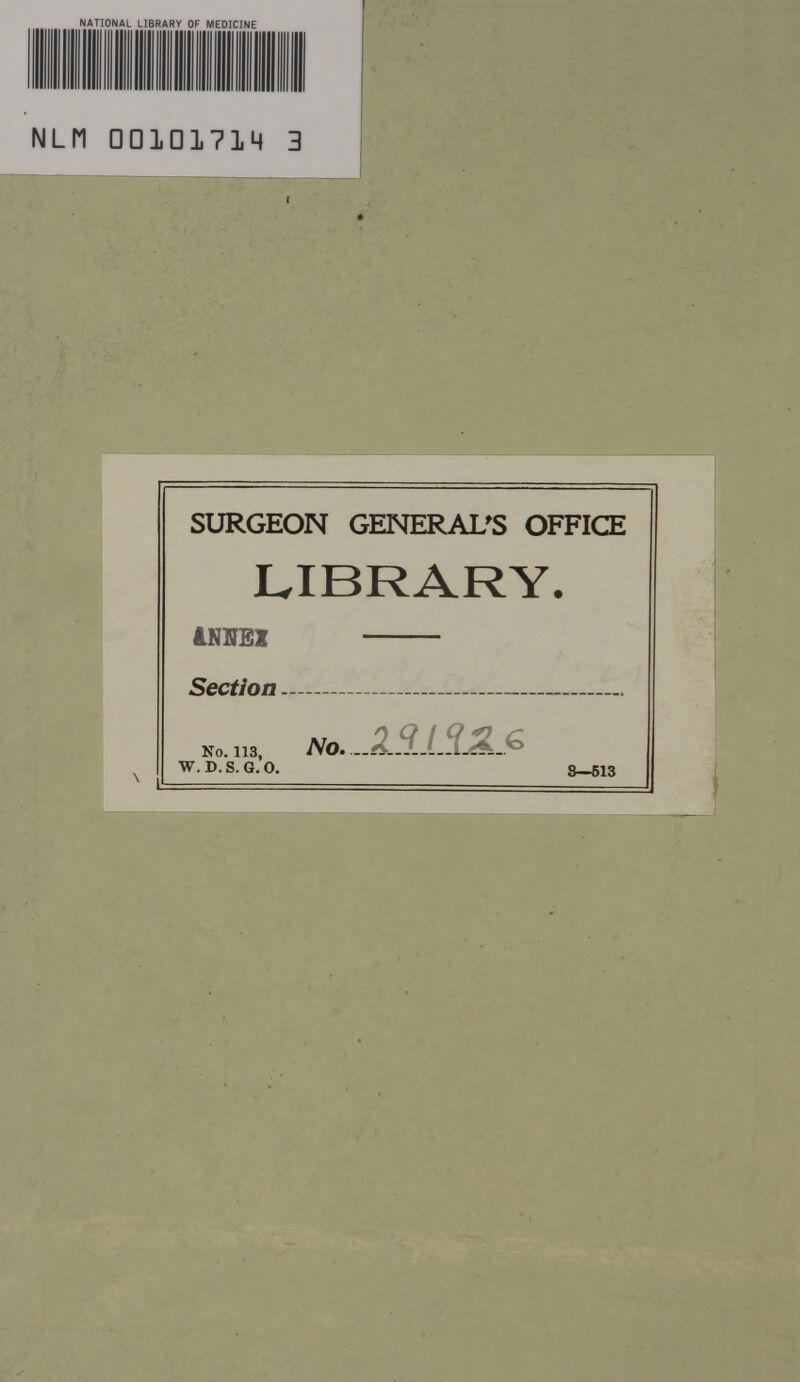 NATIONAL LIBRARY OF MEDICINE
NLM 00101714 3
SURGEON GENERAL'S OFFICE
LIBRARY.
ANNEX
Section
No. 113,
W.D.S.G.O.
No. 291926
3—513